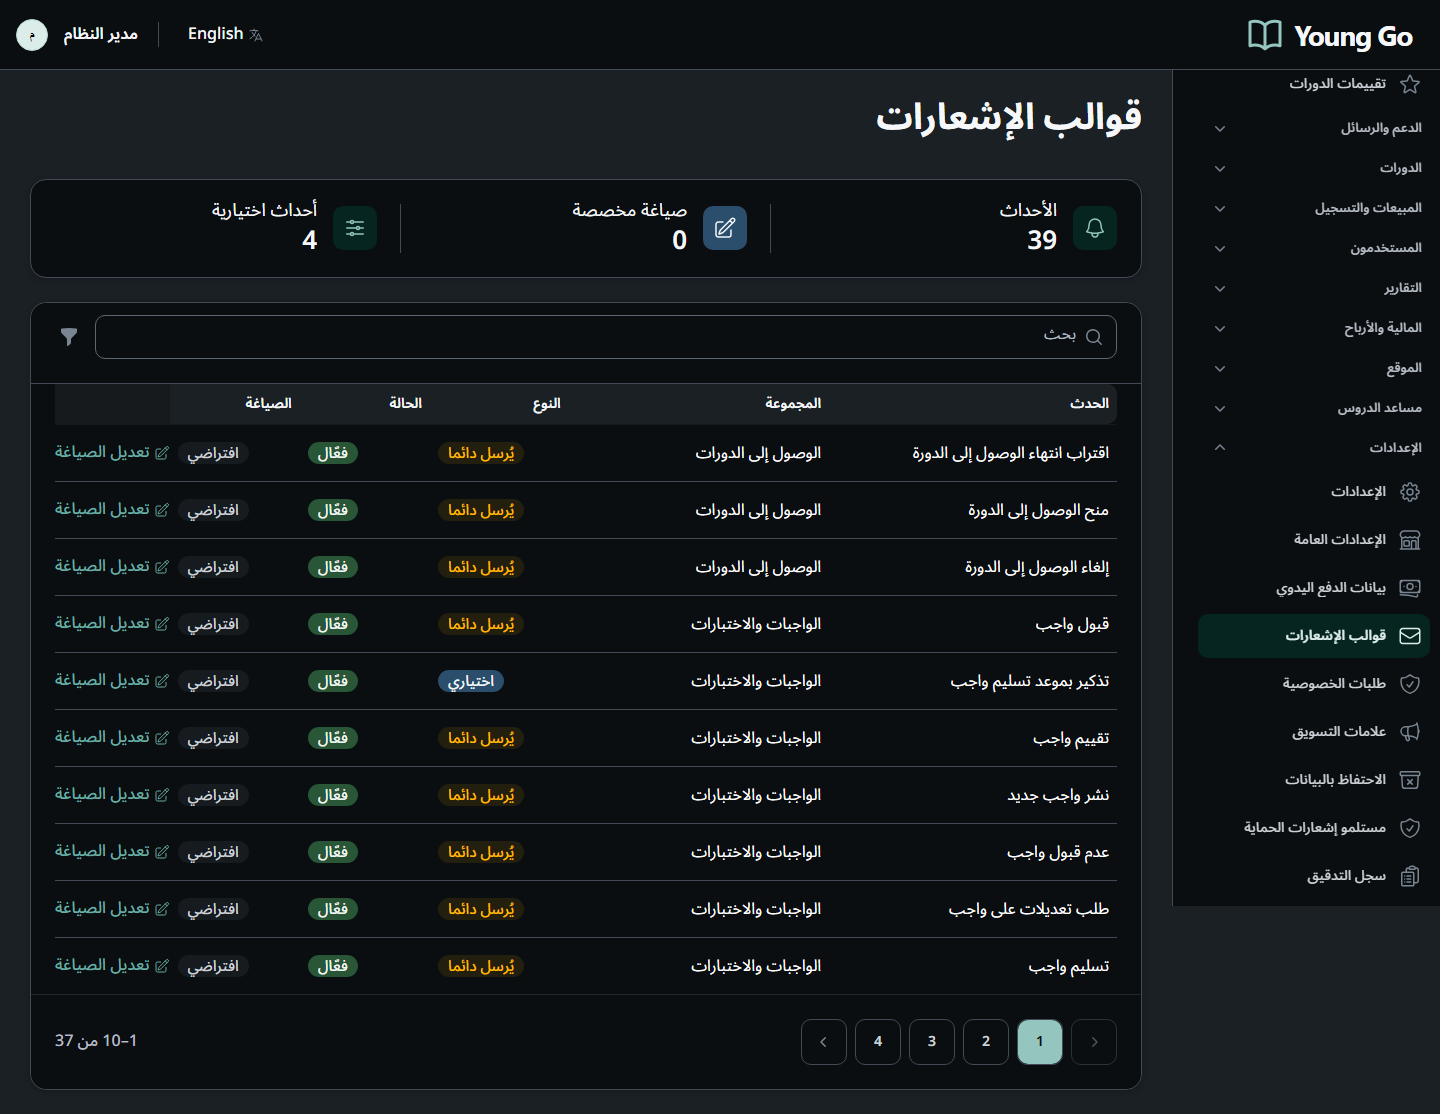 Young Go
English
مدير النظام
م
تقييمات الدورات
الدعم والرسائل
الدورات
المبيعات والتسجيل
المستخدمون
التقارير
المالية والأرباح
الموقع
مساعد الدروس
الإعدادات
الإعدادات
الإعدادات العامة
بيانات الدفع اليدوي
قوالب الإشعارات
طلبات الخصوصية
علامات التسويق
الاحتفاظ بالبيانات
مستلمو إشعارات الحماية
سجل التدقيق
قوالب الإشعارات
الأحداث
39
صياغة مخصصة
0
أحداث اختيارية
4
بحث
الحدث المجموعة النوع الحالة الصياغة
اقتراب انتهاء الوصول إلى الدورة الوصول إلى الدورات يُرسل دائما فعّال افتراضي تعديل الصياغة
منح الوصول إلى الدورة الوصول إلى الدورات يُرسل دائما فعّال افتراضي تعديل الصياغة
إلغاء الوصول إلى الدورة الوصول إلى الدورات يُرسل دائما فعّال افتراضي تعديل الصياغة
قبول واجب الواجبات والاختبارات يُرسل دائما فعّال افتراضي تعديل الصياغة
تذكير بموعد تسليم واجب الواجبات والاختبارات اختياري فعّال افتراضي تعديل الصياغة
تقييم واجب الواجبات والاختبارات يُرسل دائما فعّال افتراضي تعديل الصياغة
نشر واجب جديد الواجبات والاختبارات يُرسل دائما فعّال افتراضي تعديل الصياغة
عدم قبول واجب الواجبات والاختبارات يُرسل دائما فعّال افتراضي تعديل الصياغة
طلب تعديلات على واجب الواجبات والاختبارات يُرسل دائما فعّال افتراضي تعديل الصياغة
تسليم واجب الواجبات والاختبارات يُرسل دائما فعّال افتراضي تعديل الصياغة
1 2 3 4
1–10 من 37